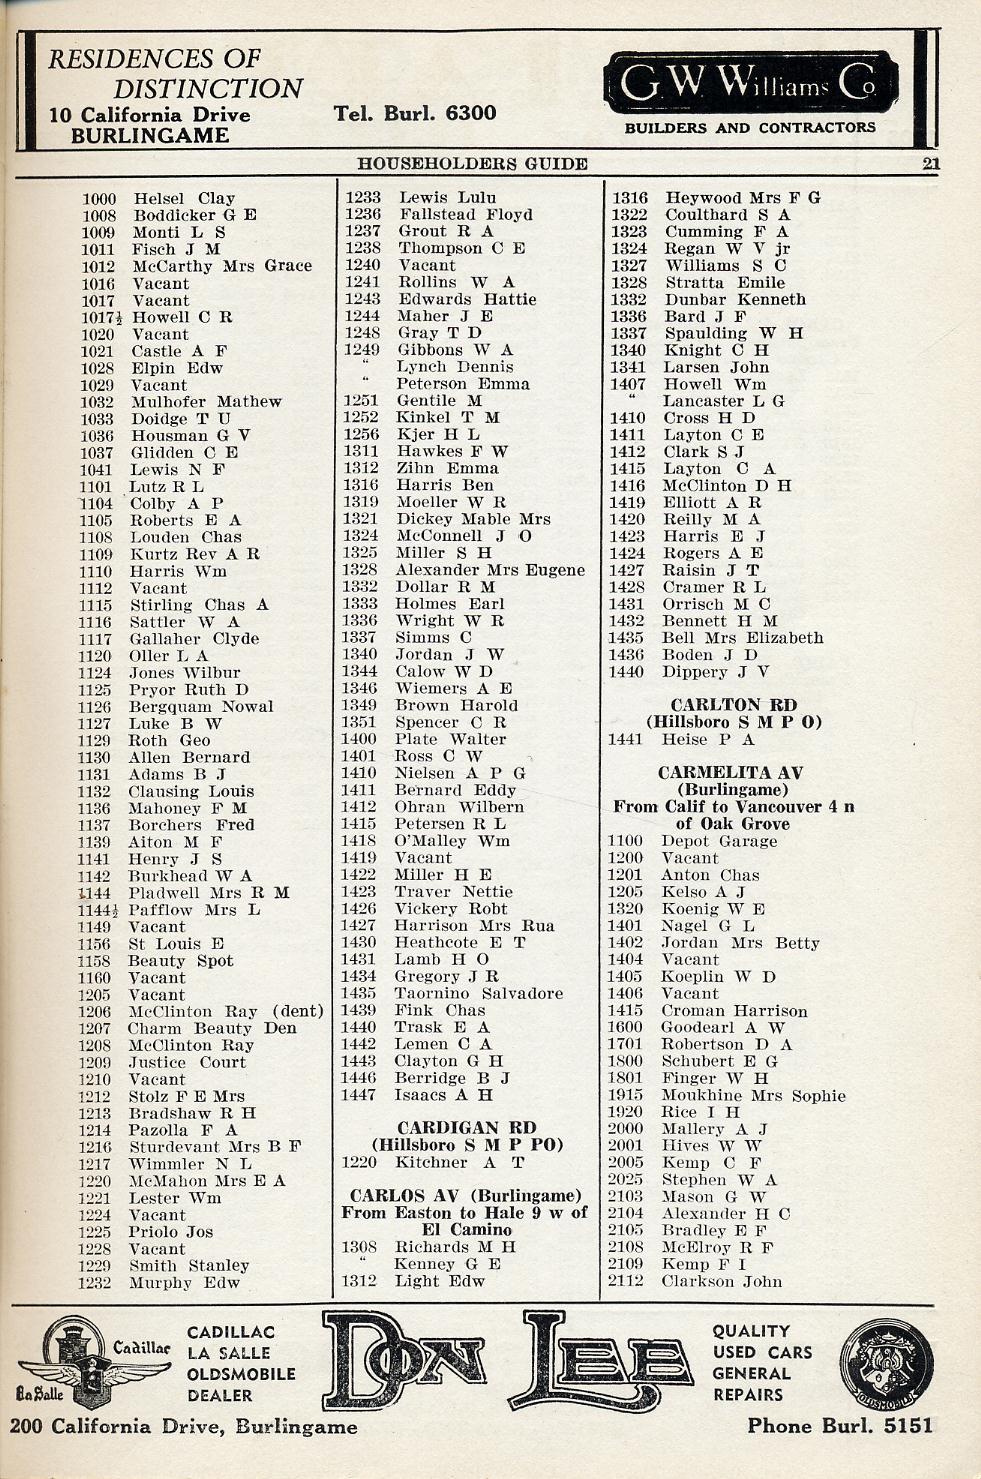 RESIDENCES OF
DISTINCTION
10 California Drive
BURLINGAME
Tel. Burl. 6300
G. W. Williams Co.
BUILDERS AND CONTRACTORS
HOUSEHOLDERS GUIDE 21
1000 Helsel Clay
1008 Boddicker G E
1009 Monti L S
1011 Fisch J M
1012 McCarthy Mrs Grace
1016 Vacant
1017 Vacant
1017½ Howell C R
1020 Vacant
1021 Castle A F
1028 Elpin Edw
1029 Vacant
1032 Mulhofer Mathew
1033 Doidge T U
1036 Housman G V
1037 Glidden C E
1041 Lewis N F
1101 Lutz R L
1104 Colby A P
1105 Roberts E A
1108 Louden Chas
1109 Kurtz Rev A R
1110 Harris Wm
1112 Vacant
1115 Stirling Chas A
1116 Sattler W A
1117 Gallaher Clyde
1120 Oller L A
1124 Jones Wilbur
1125 Pryor Ruth D
1126 Bergquam Nowal
1127 Luke B W
1129 Roth Geo
1130 Allen Bernard
1131 Adams B J
1132 Clausing Louis
1136 Mahoney F M
1137 Borchers Fred
1139 Aiton M F
1141 Henry J S
1142 Burkhead W A
1144 Pladwell Mrs R M
1144½ Pafflow Mrs L
1149 Vacant
1156 St Louis E
1158 Beauty Spot
1160 Vacant
1205 Vacant
1206 McClinton Ray (dent)
1207 Charm Beauty Den
1208 McClinton Ray
1209 Justice Court
1210 Vacant
1212 Stolz F E Mrs
1213 Bradshaw R H
1214 Pazolla F A
1216 Sturdevant Mrs B F
1217 Wimmler N L
1220 McMahon Mrs E A
1221 Lester Wm
1224 Vacant
1225 Priolo Jos
1228 Vacant
1229 Smith Stanley
1232 Murphy Edw
1233 Lewis Lulu
1236 Fallstead Floyd
1237 Grout R A
1238 Thompson C E
1240 Vacant
1241 Rollins W A
1243 Edwards Hattie
1244 Maher J E
1248 Gray T D
1249 Gibbons W A
“ Lynch Dennis
“ Peterson Emma
1251 Gentile M
1252 Kinkel T M
1256 Kjer H L
1311 Hawkes F W
1312 Zihn Emma
1316 Harris Ben
1319 Moeller W R
1321 Dickey Mable Mrs
1324 McConnell J O
1325 Miller S H
1328 Alexander Mrs Eugene
1332 Dollar R M
1333 Holmes Earl
1336 Wright W R
1337 Simms C
1340 Jordan J W
1344 Calow W D
1346 Wiemers A E
1349 Brown Harold
1351 Spencer C R
1400 Plate Walter
1401 Ross C W
1410 Nielsen A P G
1411 Bernard Eddy
1412 Ohran Wilbern
1415 Petersen R L
1418 O'Malley Wm
1419 Vacant
1422 Miller H E
1423 Traver Nettie
1426 Vickery Robt
1427 Harrison Mrs Rua
1430 Heathcote E T
1431 Lamb H O
1434 Gregory J R
1435 Taornino Salvadore
1439 Fink Chas
1440 Trask E A
1442 Lemen C A
1443 Clayton G H
1446 Berridge B J
1447 Isaacs A H
CARDIGAN RD
(Hillsboro S M P PO)
1220 Kitchner A T
CARLOS AV (Burlingame)
From Easton to Hale 9 w of
El Camino
1308 Richards M H
“ Kenney G E
1312 Light Edw
1316 Heywood Mrs F G
1322 Coulthard S A
1323 Cumming F A
1324 Regan W V jr
1327 Williams S C
1328 Stratta Emile
1332 Dunbar Kenneth
1336 Bard J F
1337 Spaulding W H
1340 Knight C H
1341 Larsen John
1407 Howell Wm
“ Lancaster L G
1410 Cross H D
1411 Layton C E
1412 Clark S J
1415 Layton C A
1416 McClinton D H
1419 Elliott A R
1420 Reilly M A
1423 Harris E J
1424 Rogers A E
1427 Raisin J T
1428 Cramer R L
1431 Orrisch M C
1432 Bennett H M
1435 Bell Mrs Elizabeth
1436 Boden J D
1440 Dippery J V
CARLTON RD
(Hillsboro S M P O)
1441 Heise P A
CARMELITA AV
(Burlingame)
From Calif to Vancouver 4 n
of Oak Grove
1100 Depot Garage
1200 Vacant
1201 Anton Chas
1205 Kelso A J
1320 Koenig W E
1401 Nagel G L
1402 Jordan Mrs Betty
1404 Vacant
1405 Koeplin W D
1406 Vacant
1415 Croman Harrison
1600 Goodearl A W
1701 Robertson D A
1800 Schubert E G
1801 Finger W H
1915 Moukhine Mrs Sophie
1920 Rice I H
2000 Mallery A J
2001 Hives W W
2005 Kemp C F
2025 Stephen W A
2103 Mason G W
2104 Alexander H C
2105 Bradley E F
2108 McElroy R F
2109 Kemp F I
2112 Clarkson John
Cadillac
La Salle
CADILLAC
LA SALLE
OLDSMOBILE
DEALER
DON LEE
QUALITY
USED CARS
GENERAL
REPAIRS
OLDSMOBILE
200 California Drive, Burlingame
Phone Burl. 5151